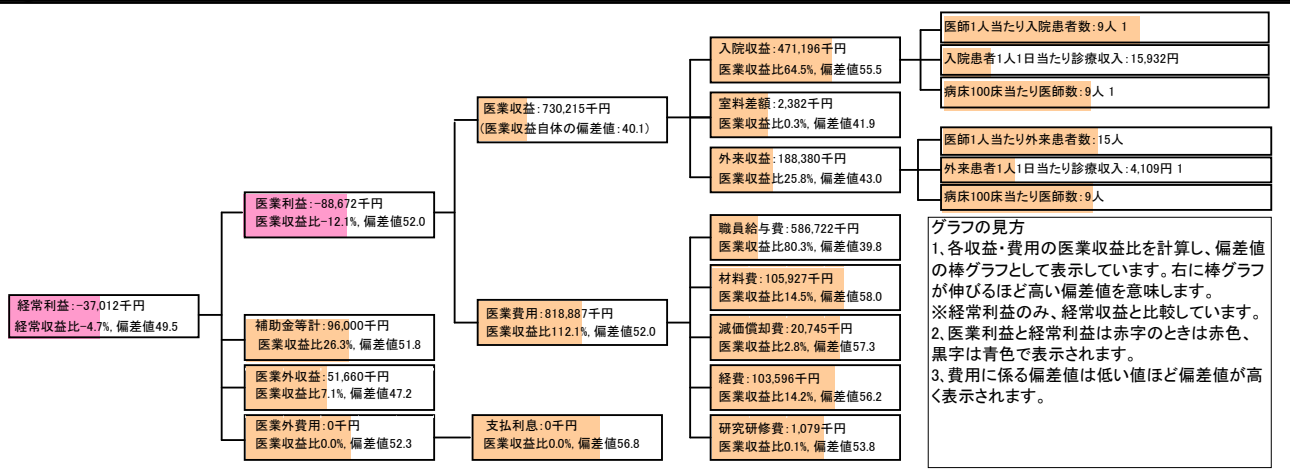 医師1人当たり入院患者数:9人 1
入院収益:471,196千円
医業収益比64.5%, 偏差値55.5
入院患者1人1日当たり診療収入:15,932円
病床100床当たり医師数:9人 1
医業収益:730,215千円
(医業収益自体の偏差値:40.1)
室料差額:2,382千円
医業収益比0.3%, 偏差値41.9
外来収益:188,380千円
医業収益比25.8%, 偏差値43.0
医師1人当たり外来患者数:15人
外来患者1人1日当たり診療収入:4,109円 1
病床100床当たり医師数:9人
医業利益:-88,672千円
医業収益比-12.1%, 偏差値52.0
職員給与費:586,722千円
医業収益比80.3%, 偏差値39.8
材料費:105,927千円
医業収益比14.5%, 偏差値58.0
経常利益:-37,012千円
経常収益比-4.7%, 偏差値49.5
医業費用:818,887千円
医業収益比112.1%, 偏差値52.0
減価償却費:20,745千円
医業収益比2.8%, 偏差値57.3
補助金等計:96,000千円
医業収益比26.3%, 偏差値51.8
医業外収益:51,660千円
医業収益比7.1%, 偏差値47.2
経費:103,596千円
医業収益比14.2%, 偏差値56.2
医業外費用:0千円
医業収益比0.0%, 偏差値52.3
支払利息:0千円
医業収益比0.0%, 偏差値56.8
研究研修費:1,079千円
医業収益比0.1%, 偏差値53.8
グラフの見方
1、各収益・費用の医業収益比を計算し、偏差値
の棒グラフとして表示しています。右に棒グラフ
が伸びるほど高い偏差値を意味します。
※経常利益のみ、経常収益と比較しています。
2、医業利益と経常利益は赤字のときは赤色、
黒字は青色で表示されます。
3、費用に係る偏差値は低い値ほど偏差値が高
く表示されます。